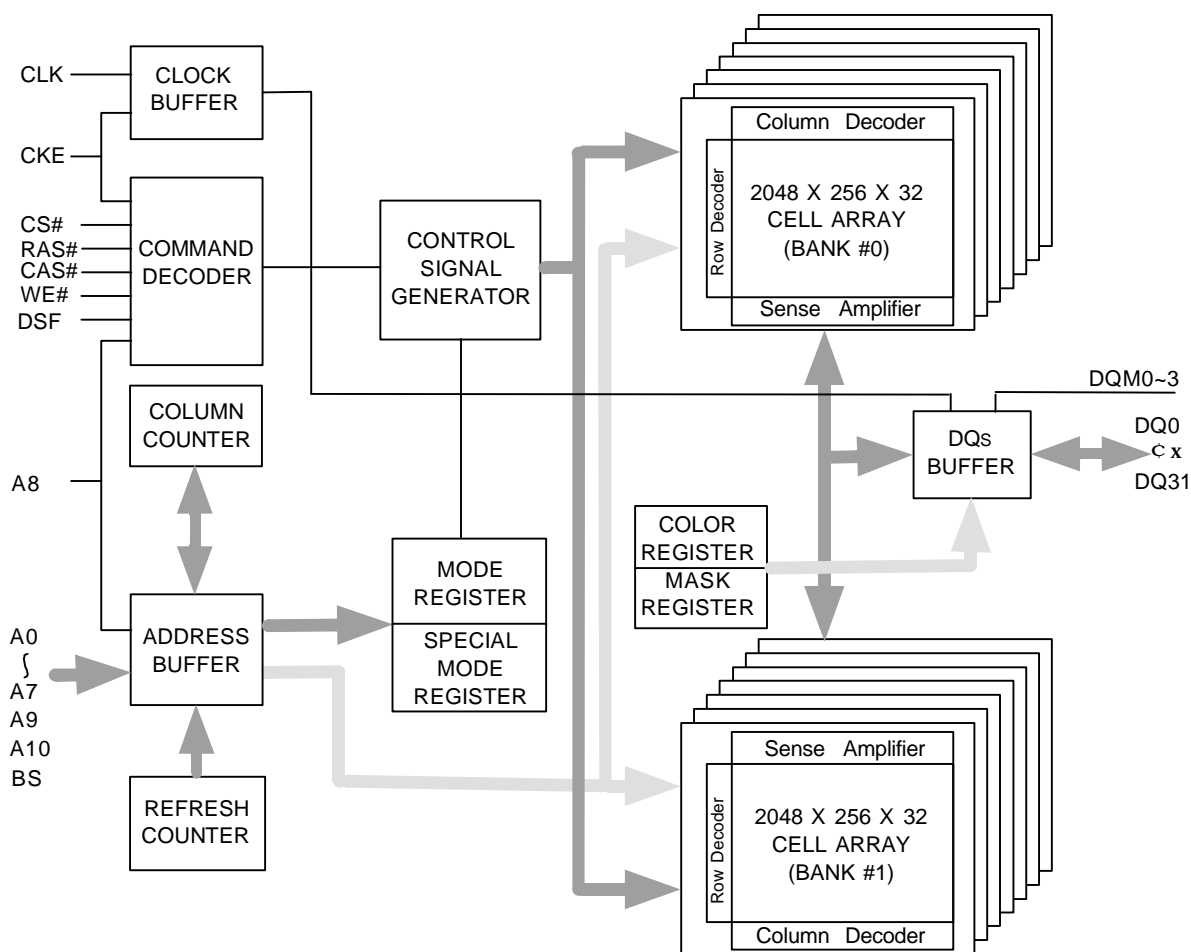 CLK
CLOCK
BUFFER
CKE
CS#
RAS#
CAS#
WE#
DSF
COMMAND
DECODER
CONTROL
SIGNAL
GENERATOR
Column Decoder
Row Decoder
2048 X 256 X 32
CELL ARRAY
(BANK #0)
Sense Amplifier
COLUMN
COUNTER
A8
DQM0~3
DQs
BUFFER
DQ0
¢x
DQ31
COLOR
REGISTER
MASK
REGISTER
MODE
REGISTER
SPECIAL
MODE
REGISTER
ADDRESS
BUFFER
A0
∫
A7
A9
A10
BS
REFRESH
COUNTER
Sense Amplifier
Row Decoder
2048 X 256 X 32
CELL ARRAY
(BANK #1)
Column Decoder